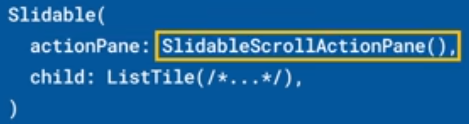 Slidable(
  actionPane: SlidableScrollActionPane(),
  child: ListTile(/*...*/),
)